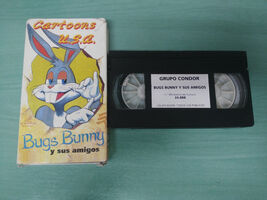 Cartoons
U.S.A.
Bugs Bunny
y sus amigos
GRUPO CONDOR
BUGS BUNNY Y SUS AMIGOS